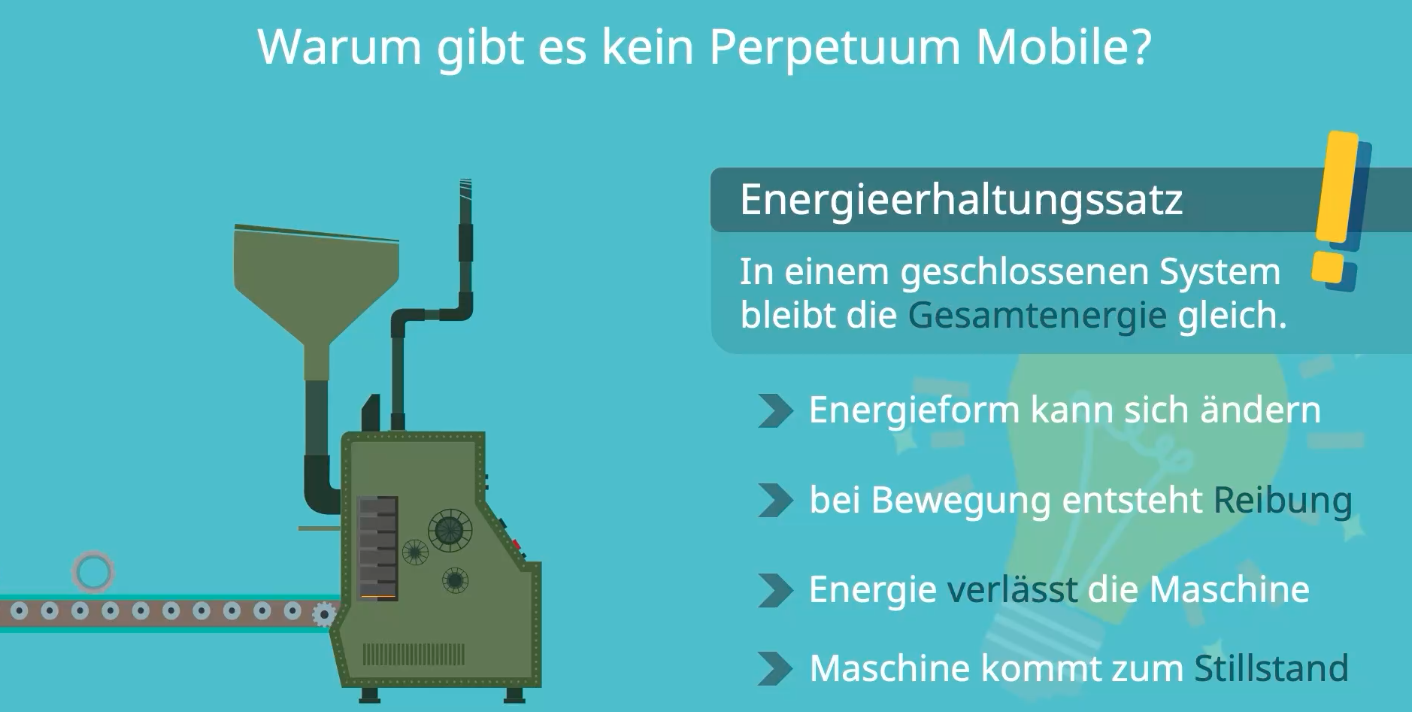 Warum gibt es kein Perpetuum Mobile?
Energieerhaltungssatz
In einem geschlossenen System
bleibt die Gesamtenergie gleich.
Energieform kann sich ändern
bei Bewegung entsteht Reibung
Energie verlässt die Maschine
Maschine kommt zum Stillstand